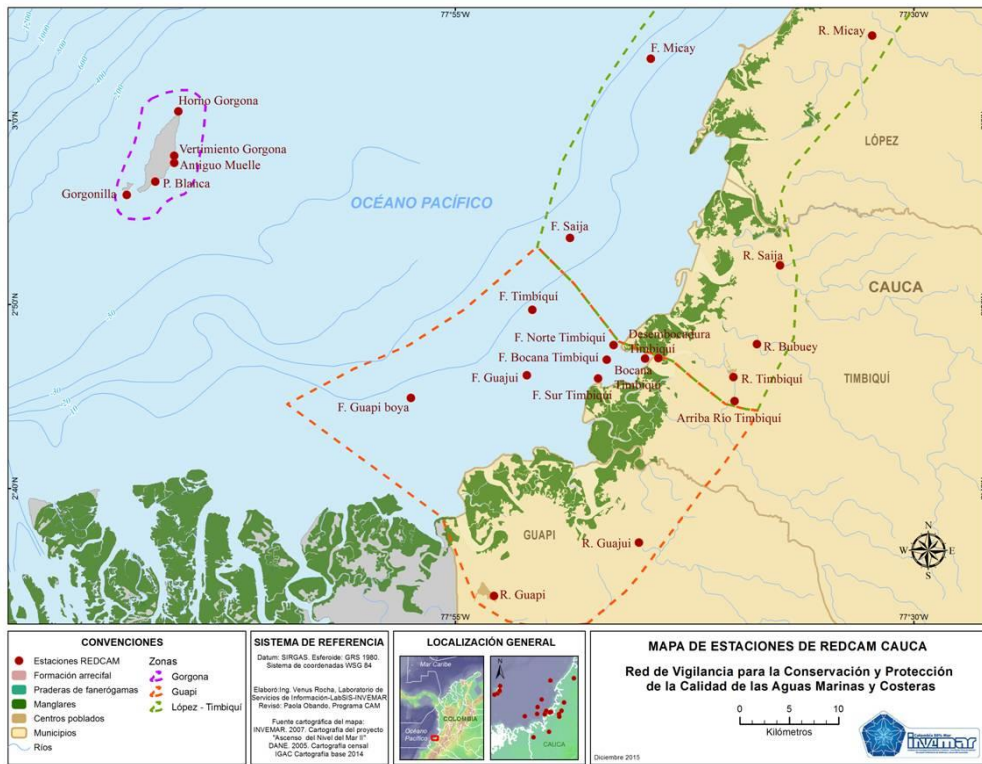 77°55'W
77°30'W
R. Micay
F. Micay
Horno Gorgona
3°0'N
LÓPEZ
Vertimiento Gorgona
Antiguo Muelle
P. Blanca
Gorgonilla
OCÉANO PACÍFICO
F. Saija
R. Saija
CAUCA
2°50'N
F. Timbiquí
F. Norte Timbiqui
Desembocadura
Timbiquí
R. Bubuey
F. Bocana Timbiquí
F. Guajui
Bocana
Timbiquí
R. Timbiquí
TIMBIQUÍ
F. Sur Timbiquí
F. Guapi boya
Arriba Río Timbiquí
2°40'N
GUAPI
R. Guajui
N
W
E
S
R. Guapi
77°55'W
77°30'W
CONVENCIONES
Estaciones REDCAM
Formación arrecifal
Praderas de fanerógamas
Manglares
Centros poblados
Municipios
Ríos
Zonas
Gorgona
Guapi
López - Timbiquí
SISTEMA DE REFERENCIA
Datum: SIRGAS. Esferoide: GRS 1980.
Sistema de coordenadas WSG 84
Elaboró:Ing. Venus Rocha, Laboratorio de
Servicios de Información-LabSIS-INVEMAR
Revisó: Paola Obando, Programa CAM
Fuente cartográfica del mapa:
INVEMAR. 2007. Cartografía del proyecto
"Ascenso del Nivel del Mar II"
DANE. 2005. Cartografía censal
IGAC Cartografía base 2014
LOCALIZACIÓN GENERAL
Mar Caribe
COLOMBIA
Océano
Pacífico
N
CAUCA
MAPA DE ESTACIONES DE REDCAM CAUCA
Red de Vigilancia para la Conservación y Protección
de la Calidad de las Aguas Marinas y Costeras
0 5 10
Kilómetros
Diciembre 2015
Colombia 50% Mar
invemar